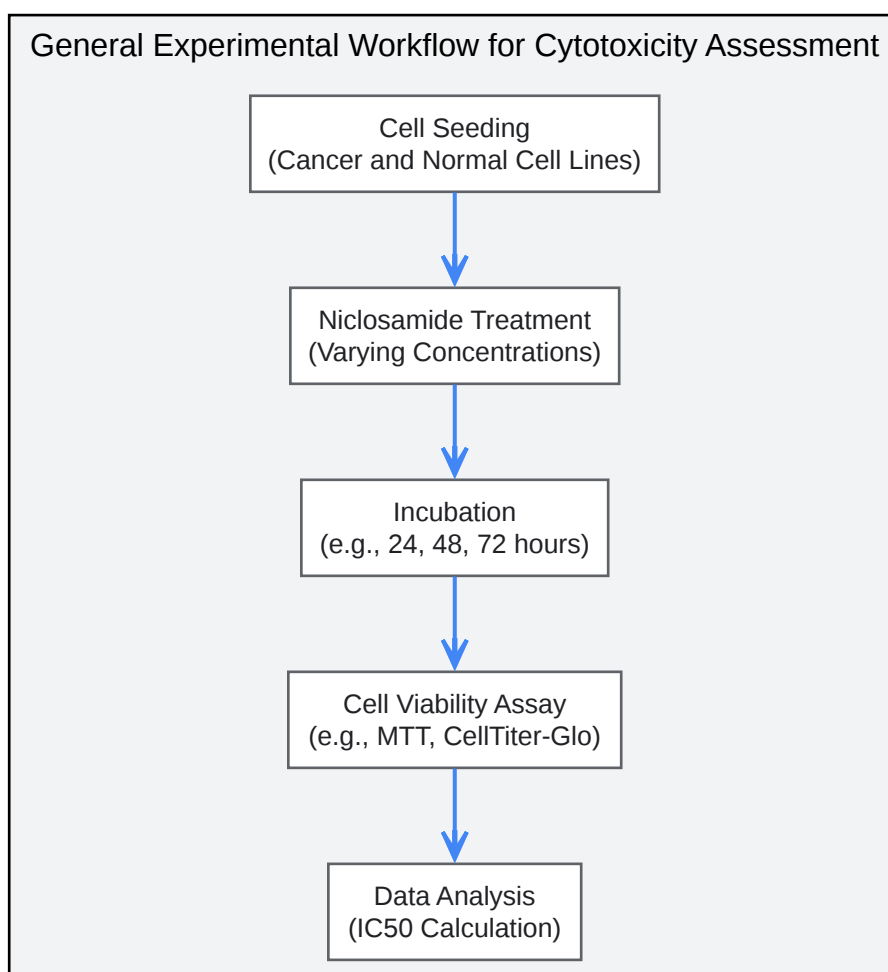 General Experimental Workflow for Cytotoxicity Assessment
Cell Seeding
(Cancer and Normal Cell Lines)
Niclosamide Treatment
(Varying Concentrations)
Incubation
(e.g., 24, 48, 72 hours)
Cell Viability Assay
(e.g., MTT, CellTiter-Glo)
Data Analysis
(IC50 Calculation)